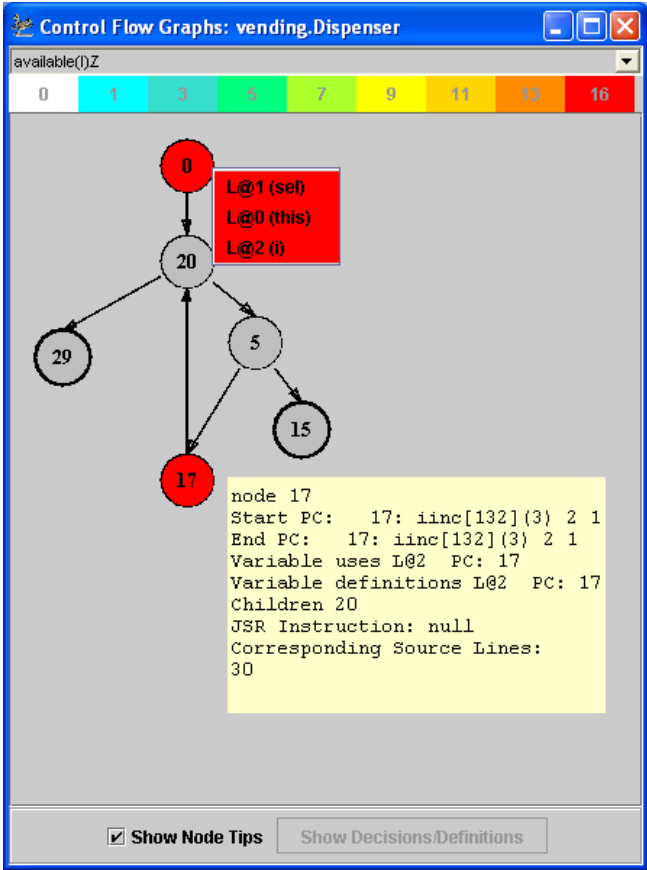 Control Flow Graphs: vending.Dispenser
available(I)Z
0 1 3 5 7 9 11 13 16
0
L@1 (sel)
L@0 (this)
L@2 (i)
20
5
29
15
17
node 17
Start PC:   17: iinc[132](3) 2 1
End PC:   17: iinc[132](3) 2 1
Variable uses L@2  PC: 17
Variable definitions L@2  PC: 17
Children 20
JSR Instruction: null
Corresponding Source Lines:
30
Show Node Tips
Show Decisions/Definitions